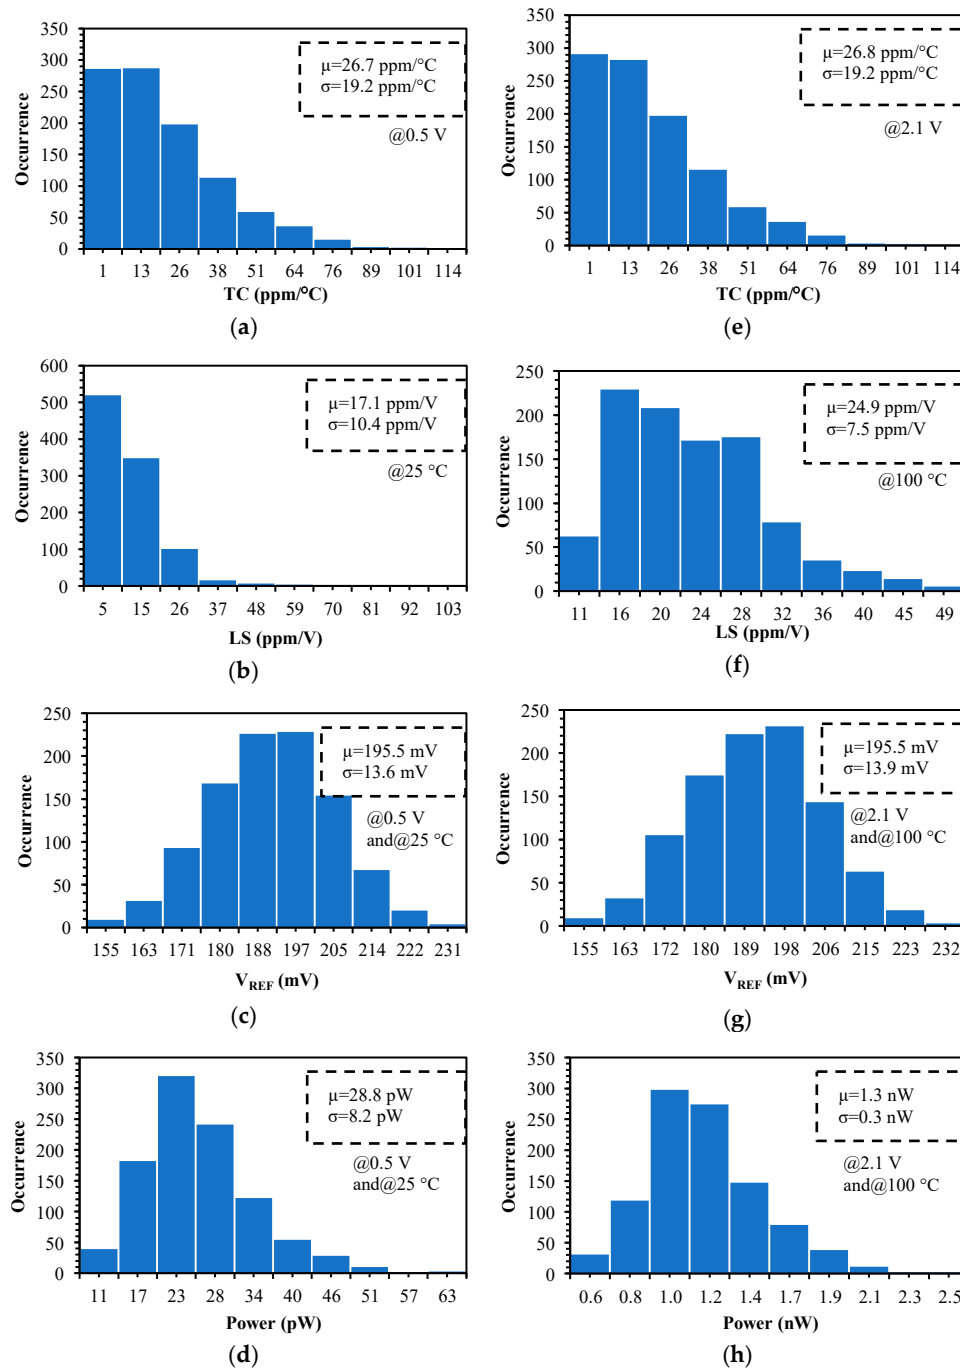 350
300
250
200
150
100
50
0
Occurrence
µ=26.7 ppm/°C
σ=19.2 ppm/°C
@0.5 V
1 13 26 38 51 64 76 89 101 114
TC (ppm/°C)
(a)
350
300
250
200
150
100
50
0
Occurrence
µ=26.8 ppm/°C
σ=19.2 ppm/°C
@2.1 V
1 13 26 38 51 64 76 89 101 114
TC (ppm/°C)
(e)
600
500
400
300
200
100
0
Occurrence
µ=17.1 ppm/V
σ=10.4 ppm/V
@25 °C
5 15 26 37 48 59 70 81 92 103
LS (ppm/V)
(b)
250
200
150
100
50
0
Occurrence
µ=24.9 ppm/V
σ=7.5 ppm/V
@100 °C
11 16 20 24 28 32 36 40 45 49
LS (ppm/V)
(f)
250
200
150
100
50
0
Occurrence
µ=195.5 mV
σ=13.6 mV
@0.5 V
and@25 °C
155 163 171 180 188 197 205 214 222 231
VREF (mV)
(c)
250
200
150
100
50
0
Occurrence
µ=195.5 mV
σ=13.9 mV
@2.1 V
and@100 °C
155 163 172 180 189 198 206 215 223 232
VREF (mV)
(g)
350
300
250
200
150
100
50
0
Occurrence
µ=28.8 pW
σ=8.2 pW
@0.5 V
and@25 °C
11 17 23 28 34 40 46 51 57 63
Power (pW)
(d)
350
300
250
200
150
100
50
0
Occurrence
µ=1.3 nW
σ=0.3 nW
@2.1 V
and@100 °C
0.6 0.8 1.0 1.2 1.4 1.7 1.9 2.1 2.3 2.5
Power (nW)
(h)